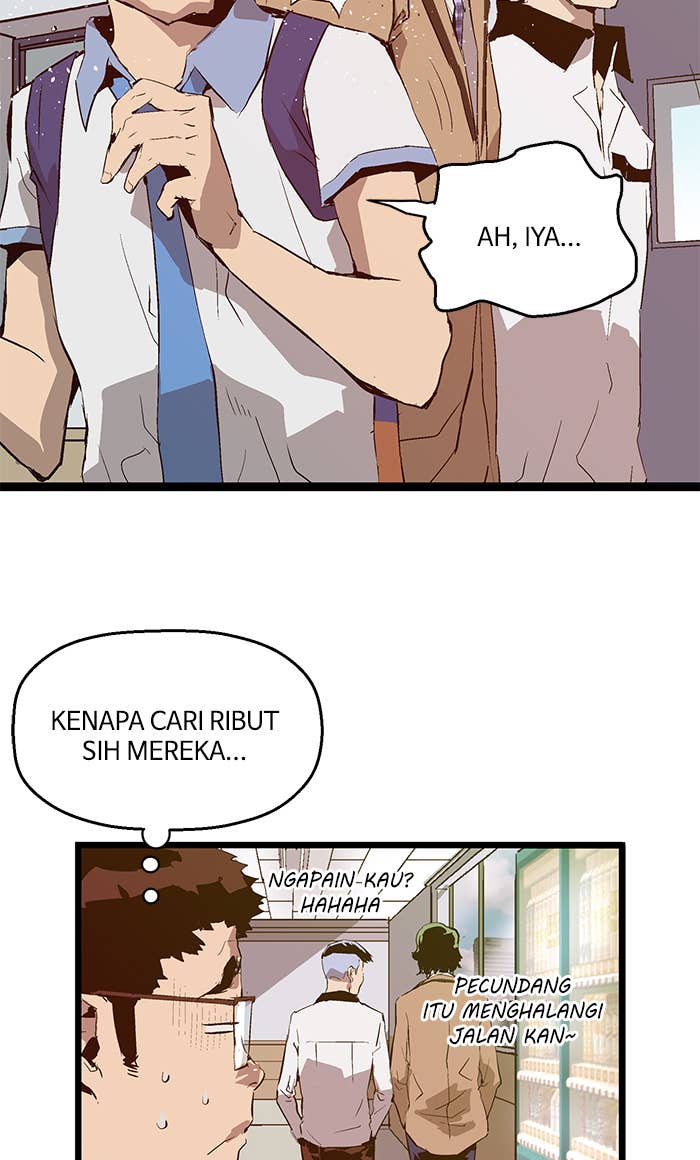 AH, IYA...
KENAPA CARI RIBUT
SIH MEREKA...
NGAPAIN KAU?
HAHAHA
PECUNDANG
ITU MENGHALANGI
JALAN KAN~